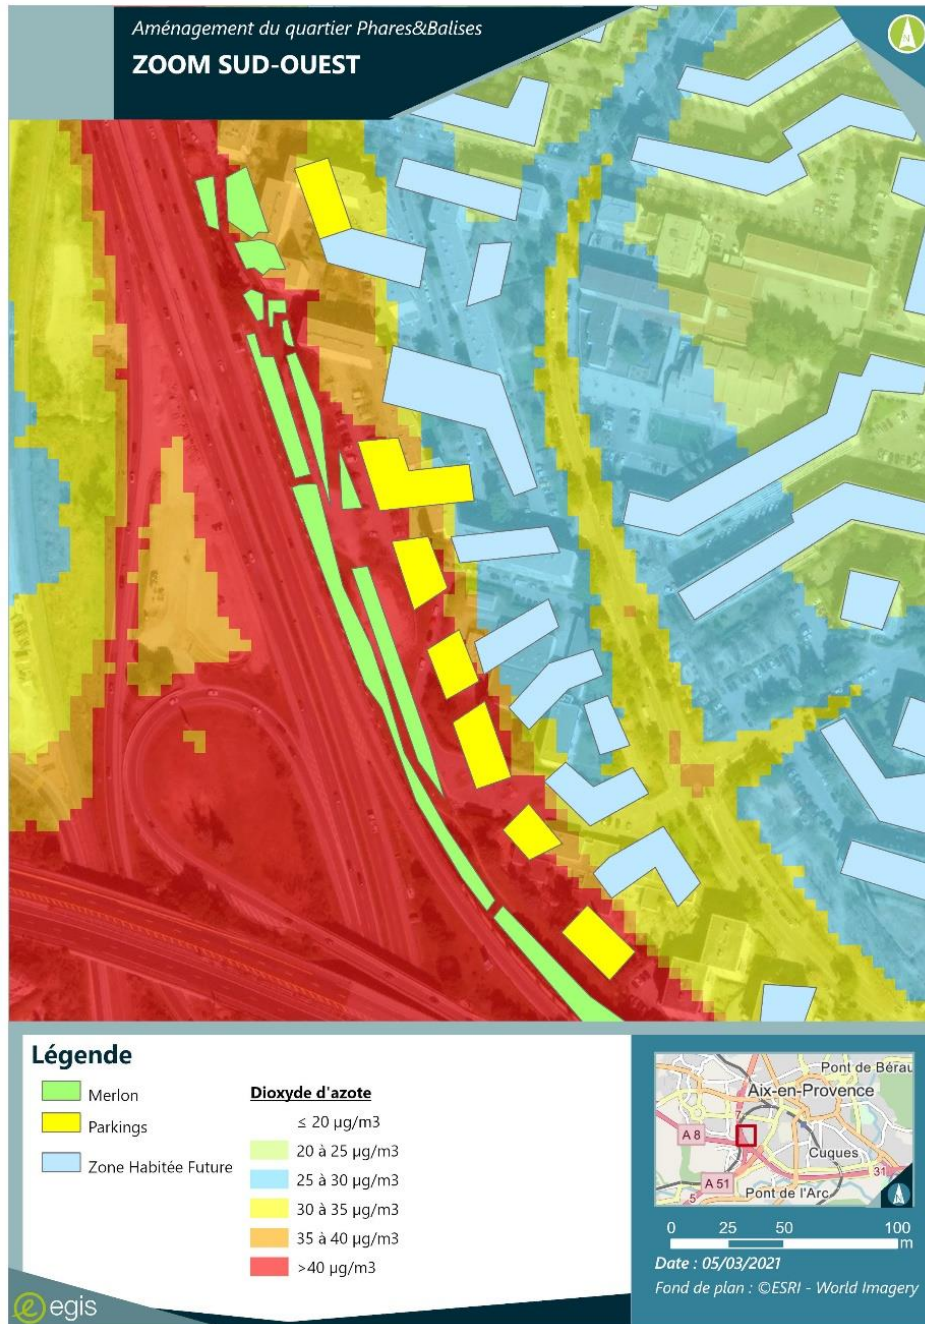 Aménagement du quartier Phares&Balises
ZOOM SUD-OUEST
N
Légende
Merlon
Parkings
Zone Habitée Future
Dioxyde d'azote
≤ 20 µg/m3
20 à 25 µg/m3
25 à 30 µg/m3
30 à 35 µg/m3
35 à 40 µg/m3
>40 µg/m3
Pont de Bérau
Aix-en-Provence
7
A 8
Cuques
31
A 51
5
Pont de l'Arc
N
0 25 50 100
m
Date : 05/03/2021
Fond de plan : ©ESRI - World Imagery
egis